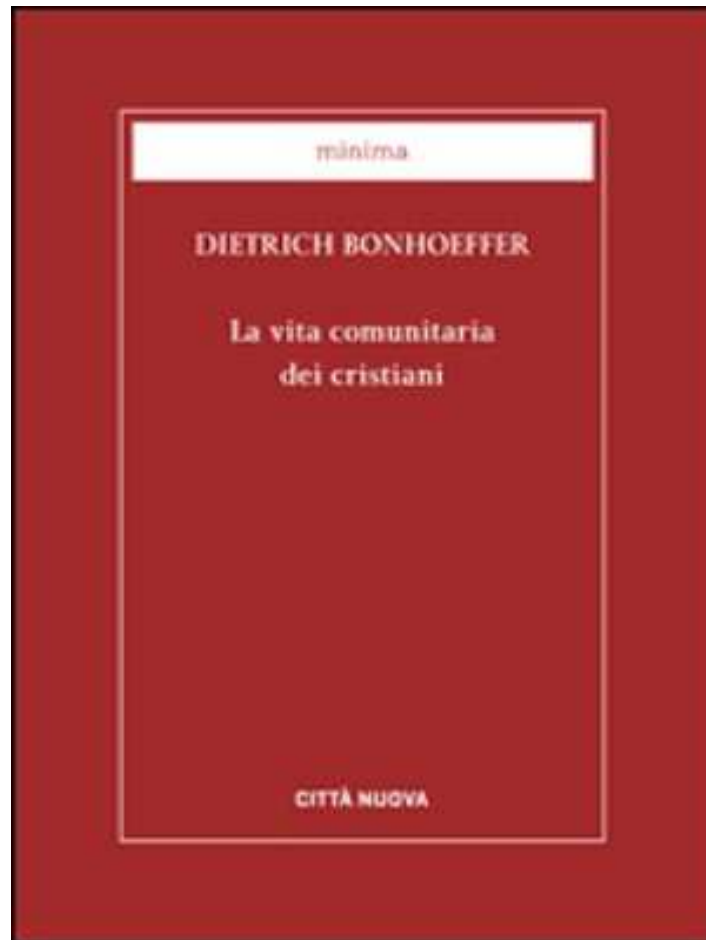 minima
DIETRICH BONHOEFFER
La vita comunitaria
dei cristiani
CITTÀ NUOVA